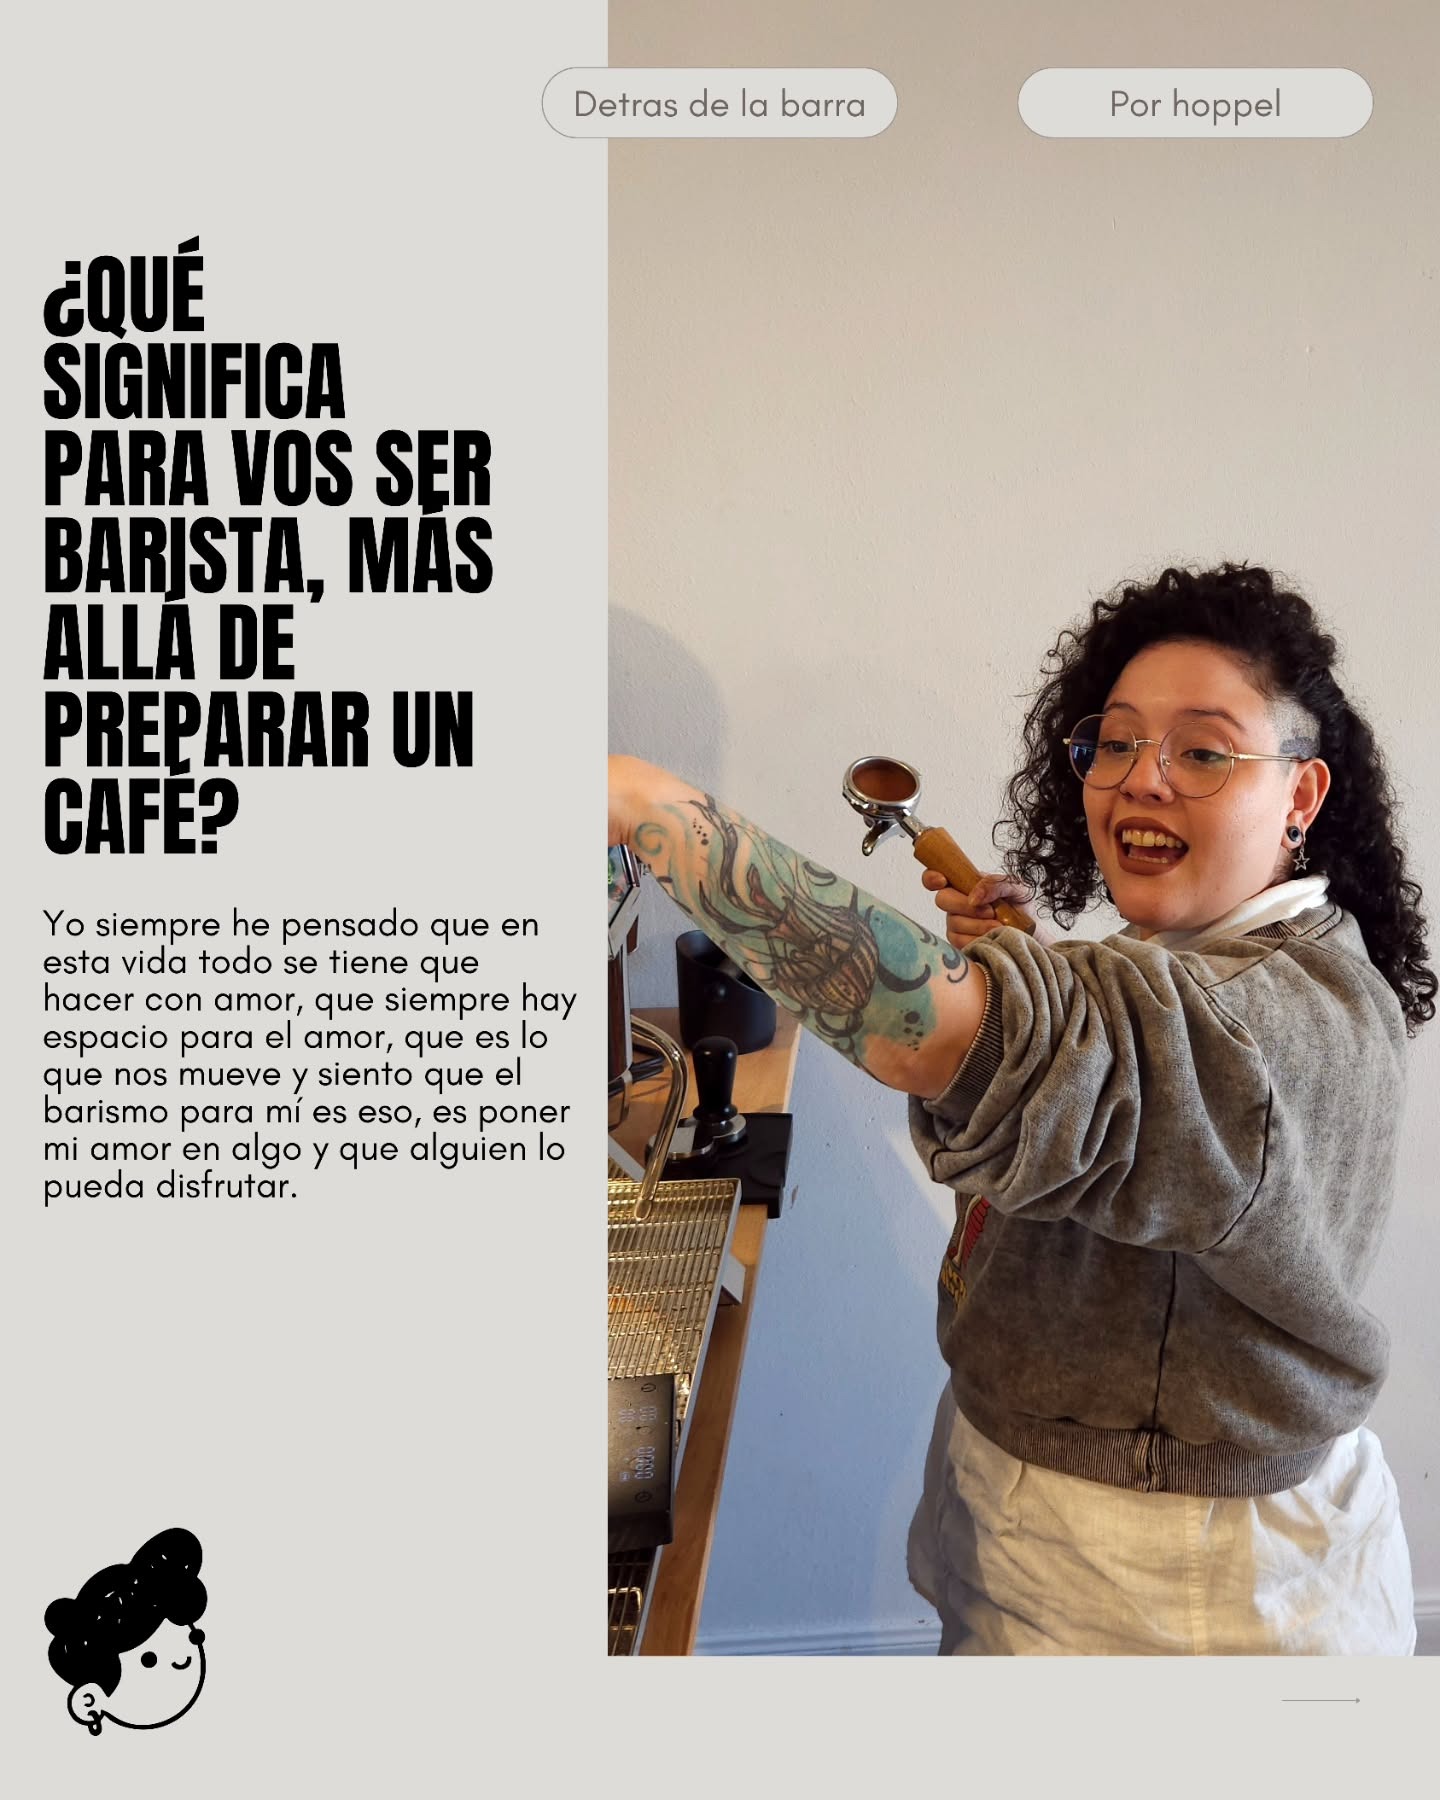 Detras de la barra
Por hoppel
¿QUÉ
SIGNIFICA
PARA VOS SER
BARISTA, MÁS
ALLÁ DE
PREPARAR UN
CAFÉ?
Yo siempre he pensado que en
esta vida todo se tiene que
hacer con amor, que siempre hay
espacio para el amor, que es lo
que nos mueve y siento que el
barismo para mí es eso, es poner
mi amor en algo y que alguien lo
pueda disfrutar.